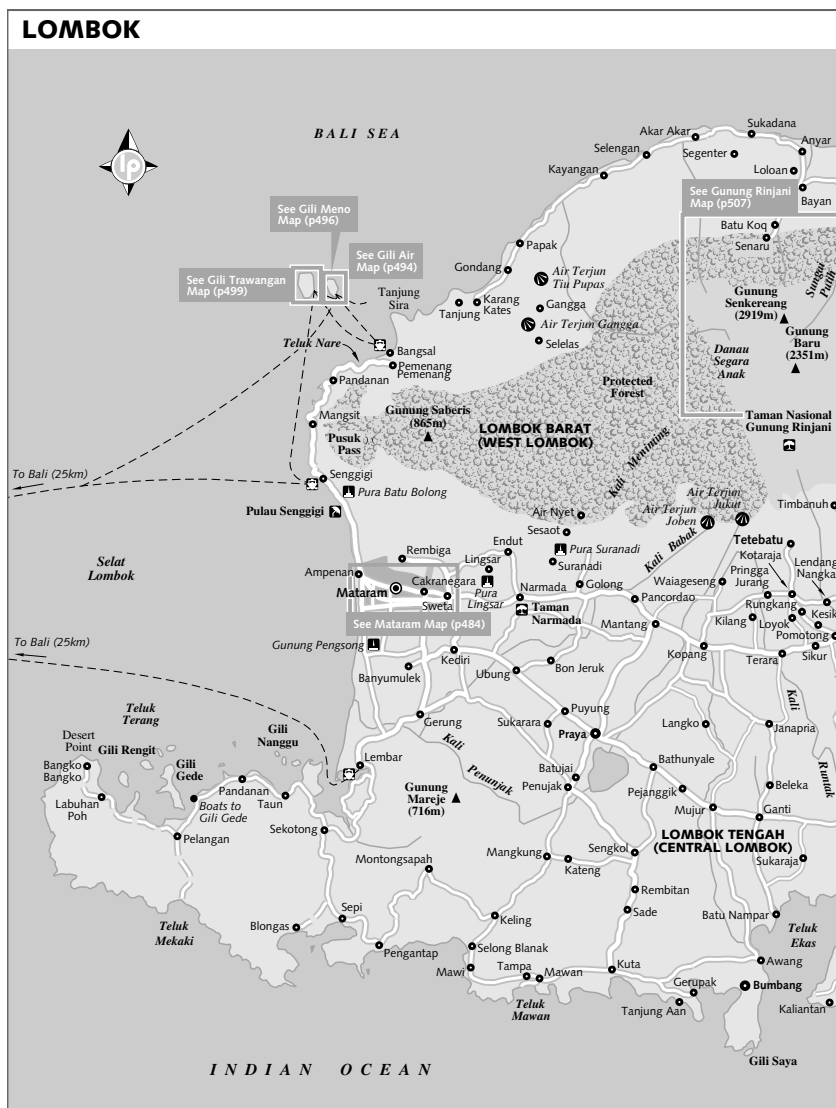 LOMBOK
BALI SEA
lp
Sukadana
Akar Akar
Anyar
Selengan
Segenter
Loloan
Kayangan
See Gunung Rinjani
Map (p507)
Bayan
See Gili Meno
Map (p496)
Batu Koq
Senaru
Papak
See Gili Air
Map (p494)
Gondang
Air Terjun
Tiu Pupas
Sungai
Putih
See Gili Trawangan
Map (p499)
Tanjung
Sira
Gunung
Senkereang
(2919m)
Tanjung
Karang
Kates
Gangga
Air Terjun Gangga
Gunung
Baru
(2351m)
Teluk Nare
Bangsal
Selelas
Danau
Segara
Anak
Pemenang
Pemenang
Pandanan
Protected
Forest
Mangsit
Gunung Saberis
(865m)
LOMBOK BARAT
(WEST LOMBOK)
Taman Nasional
Gunung Rinjani
Pusuk
Pass
Kali Meninting
To Bali (25km)
Senggigi
Pura Batu Bolong
Air Terjun
Jukut
Air Terjun
Joben
Timbanuh
Pulau Senggigi
Air Nyet
Sesaot
Tetebatu
Selat
Lombok
Rembiga
Endut
Pura Suranadi
Kali Babak
Kotaraja
Lendang
Nangka
Lingsar
Suranadi
Pringga
Jurang
Ampenan
Cakranegara
Golong
Waiageseng
Mataram
Pura
Lingsar
Narmada
Pancordao
Rungkang
Kesik
Sweta
Taman
Narmada
Kilang
Loyok
See Mataram Map (p484)
Mantang
Pomotong
To Bali (25km)
Gunung Pengsong
Kediri
Kopang
Terara
Sikur
Banyumulek
Ubung
Bon Jeruk
Kali
Teluk
Terang
Gili
Nanggu
Gerung
Puyung
Sukarara
Langko
Janapria
Desert
Point
Gili Rengit
Praya
Kali
Penunjak
Bangko
Bangko
Gili
Gede
Lembar
Bathunyale
Rumtak
Pandanan
Batujai
Gunung
Mareje
(716m)
Penujak
Beleka
Labuhan
Poh
Boats to
Gili Gede
Taun
Pejanggik
Mujur
Ganti
Pelangan
Sekotong
LOMBOK TENGAH
(CENTRAL LOMBOK)
Montongsapah
Mangkung
Sengkol
Kateng
Sukaraja
Rembitan
Sepi
Keling
Sade
Batu Nampar
Teluk
Mekaki
Blongas
Teluk
Ekas
Pengantap
Selong Blanak
Awang
Mawi
Tampa
Mawan
Kuta
Gerupak
Bumbang
Teluk
Mawan
Tanjung Aan
Kaliantan
Gili Saya
INDIAN OCEAN